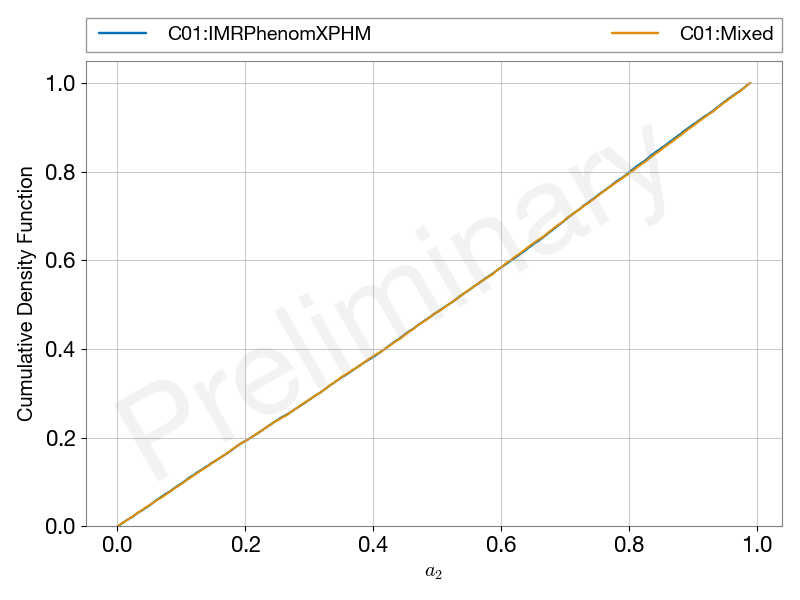 C01:IMRPhenomXPHM C01:Mixed
Preliminary
Cumulative Density Function
1.0
0.8
0.6
0.4
0.2
0.0
0.0 0.2 0.4 0.6 0.8 1.0
a₂